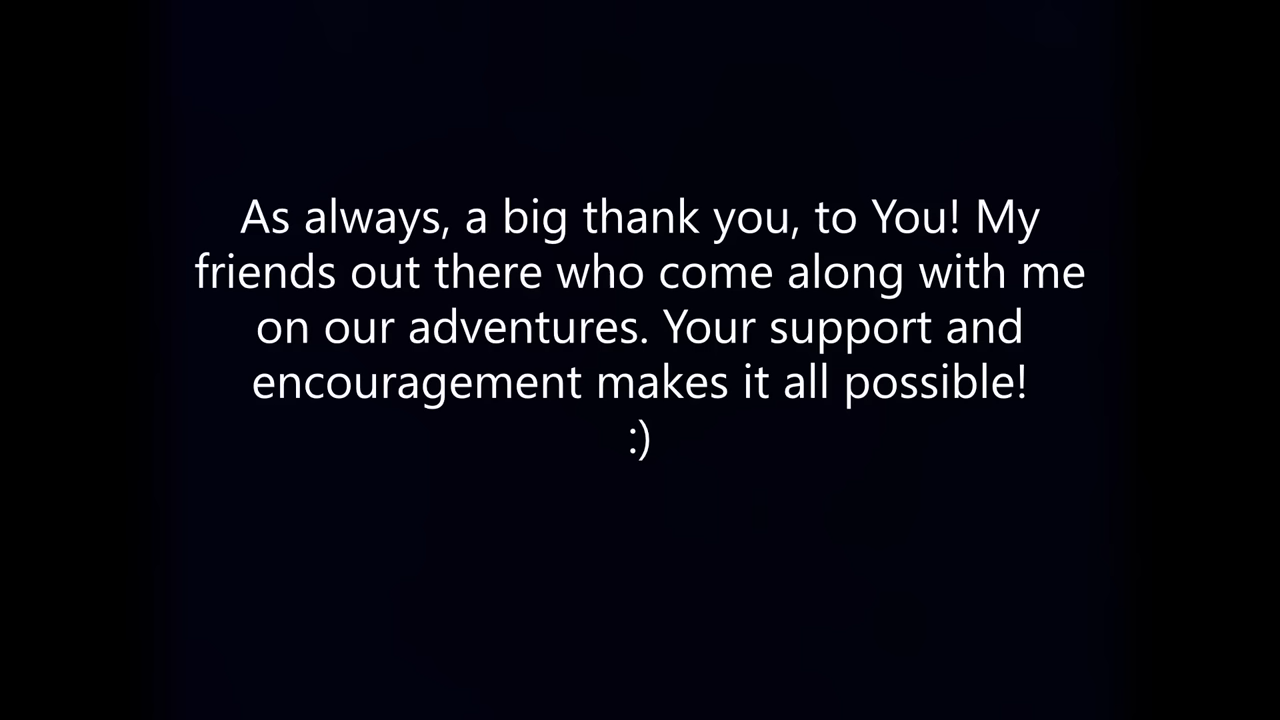 As always, a big thank you, to You! My
friends out there who come along with me
on our adventures. Your support and
encouragement makes it all possible!
:)